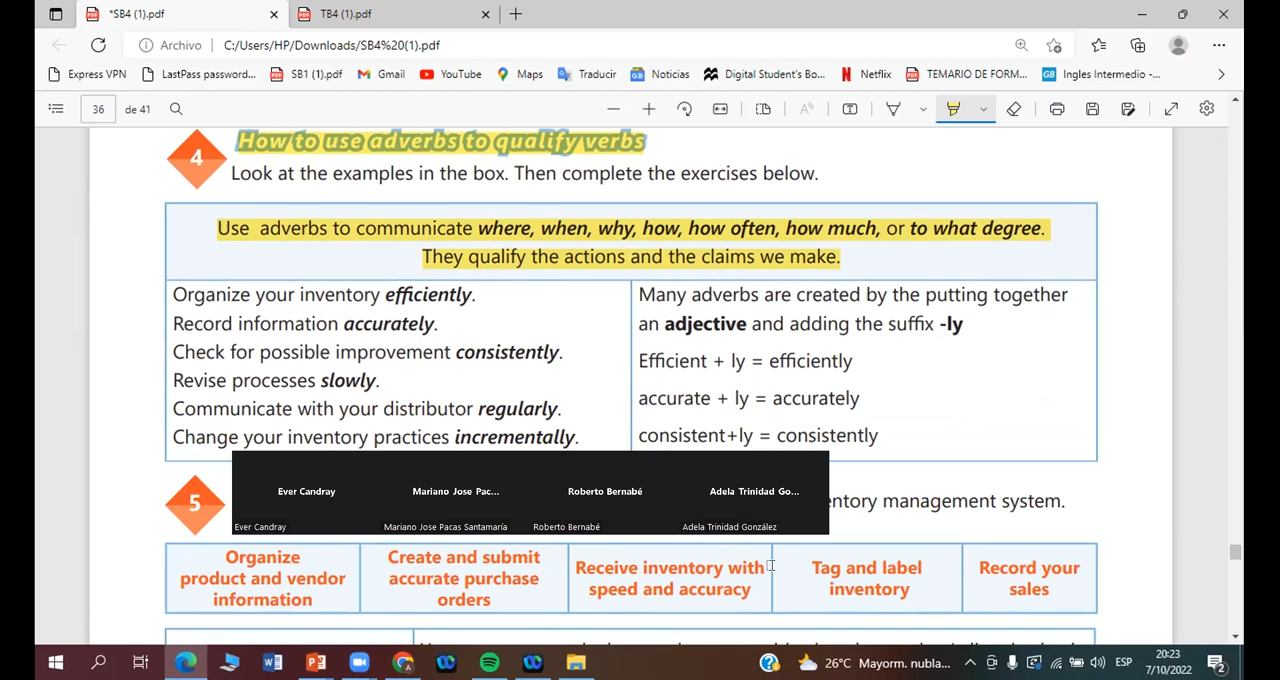 *SB4 (1).pdf
TB4 (1).pdf
Archivo
C:/Users/HP/Downloads/SB4%20(1).pdf
Express VPN
LastPass password...
SB1 (1).pdf
Gmail
YouTube
Maps
Traducir
Noticias
Digital Student's Bo...
Netflix
TEMARIO DE FORM...
Ingles Intermedio -...
36
de 41
4
How to use adverbs to qualify verbs
Look at the examples in the box. Then complete the exercises below.
Use adverbs to communicate where, when, why, how, how often, how much, or to what degree.
They qualify the actions and the claims we make.
Organize your inventory efficiently.
Record information accurately.
Check for possible improvement consistently.
Revise processes slowly.
Communicate with your distributor regularly.
Change your inventory practices incrementally.
Many adverbs are created by the putting together
an adjective and adding the suffix -ly
Efficient + ly = efficiently
accurate + ly = accurately
consistent+ly = consistently
5
Ever Candray
Mariano Jose Pac...
Roberto Bernabé
Adela Trinidad Go...
Ever Candray
Mariano Jose Pacas Santamaría
Roberto Bernabé
Adela Trinidad González
entory management system.
Organize
product and vendor
information
Create and submit
accurate purchase
orders
Receive inventory with
speed and accuracy
Tag and label
inventory
Record your
sales
26°C Mayorm. nubla...
ESP
20:23
7/10/2022
2